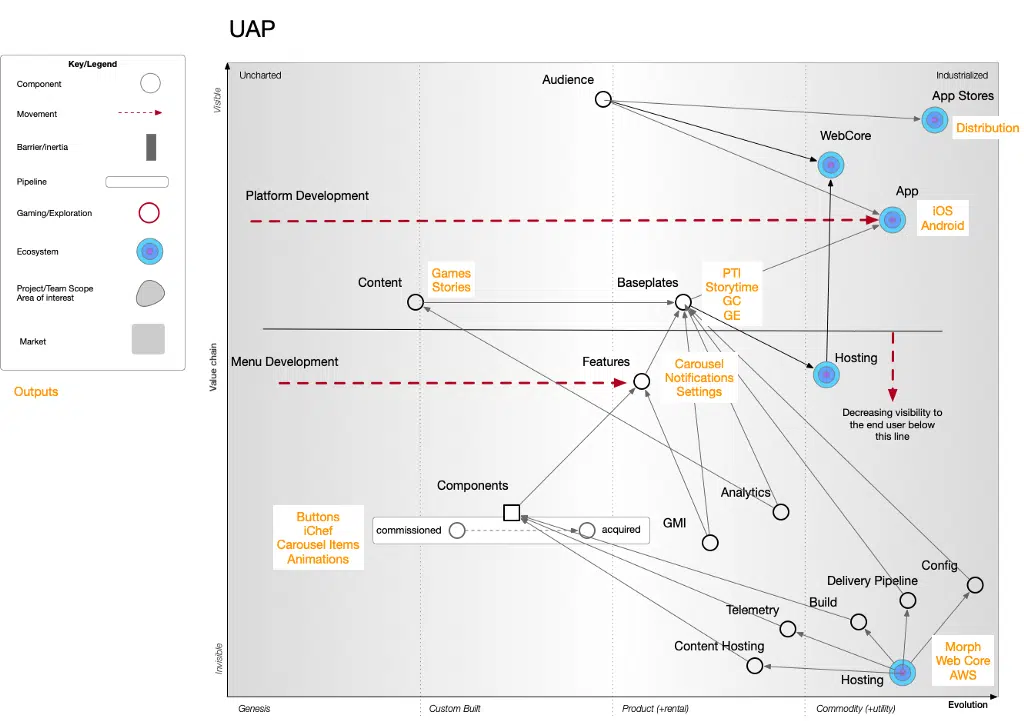 UAP
Key/Legend
Component
Movement
Barrier/inertia
Pipeline
Gaming/Exploration
Ecosystem
Project/Team Scope
Area of interest
Market
Outputs
Uncharted
Industrialized
Visible
Value chain
Invisible
Audience
App Stores
Distribution
WebCore
Platform Development
App
iOS
Android
Content
Games
Stories
Baseplates
PTI
Storytime
GC
GE
Menu Development
Features
Carousel
Notifications
Settings
Hosting
Decreasing visibility to
the end user below
this line
Components
Analytics
Buttons
iChef
Carousel Items
Animations
commissioned
acquired
GMI
Config
Delivery Pipeline
Build
Telemetry
Content Hosting
Hosting
Morph
Web Core
AWS
Genesis
Custom Built
Product (+rental)
Commodity (+utility)
Evolution